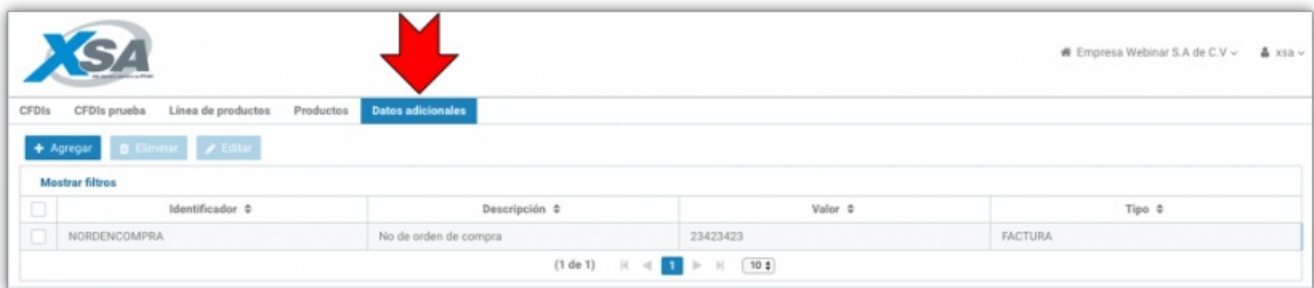 XSA
Empresa Webinar S.A de C.V xsa
CFDIs CFDIs prueba Línea de productos Productos Datos adicionales
+ Agregar Eliminar Editar
Mostrar filtros
Identificador Descripción Valor Tipo
NORDENCOMPRA No de orden de compra 23423423 FACTURA
(1 de 1) 1 10